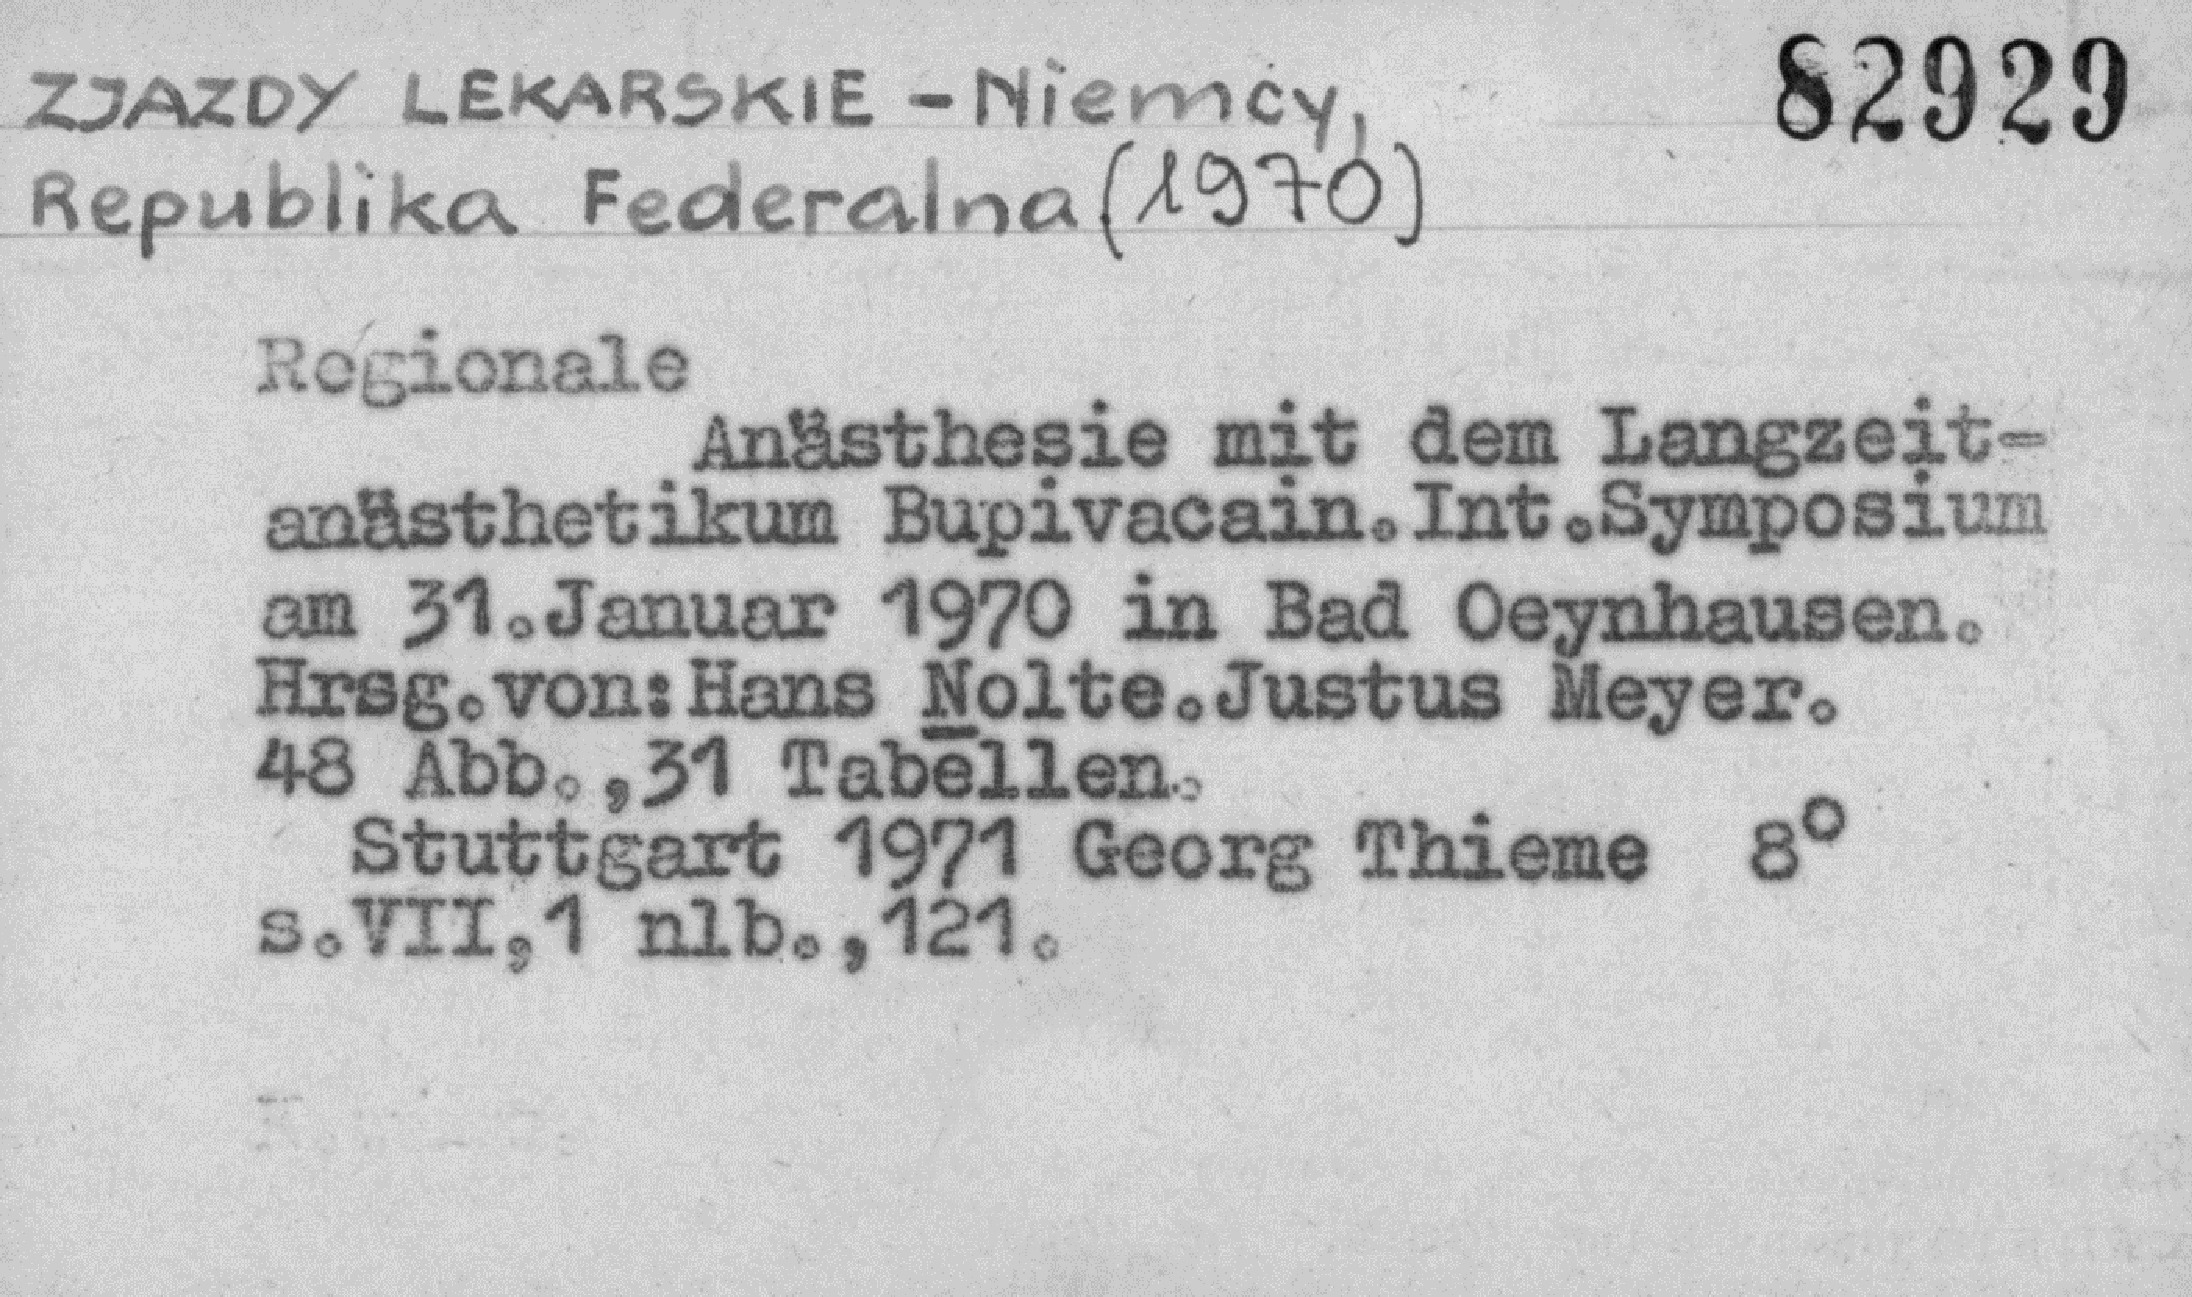 82929
ZJAZDY LEKARSKIE - Niemcy,
Republika Federalna (1970)
Regionale
Anästhesie mit dem Langzeit-
anästhetikum Bupivacain.Int.Symposium
am 31.Januar 1970 in Bad Oeynhausen.
Hrsg.von:Hans Nolte.Justus Meyer.
48 Abb.,31 Tabellen.
Stuttgart 1971 Georg Thieme 8°
s.VII,1 nlb.,121.